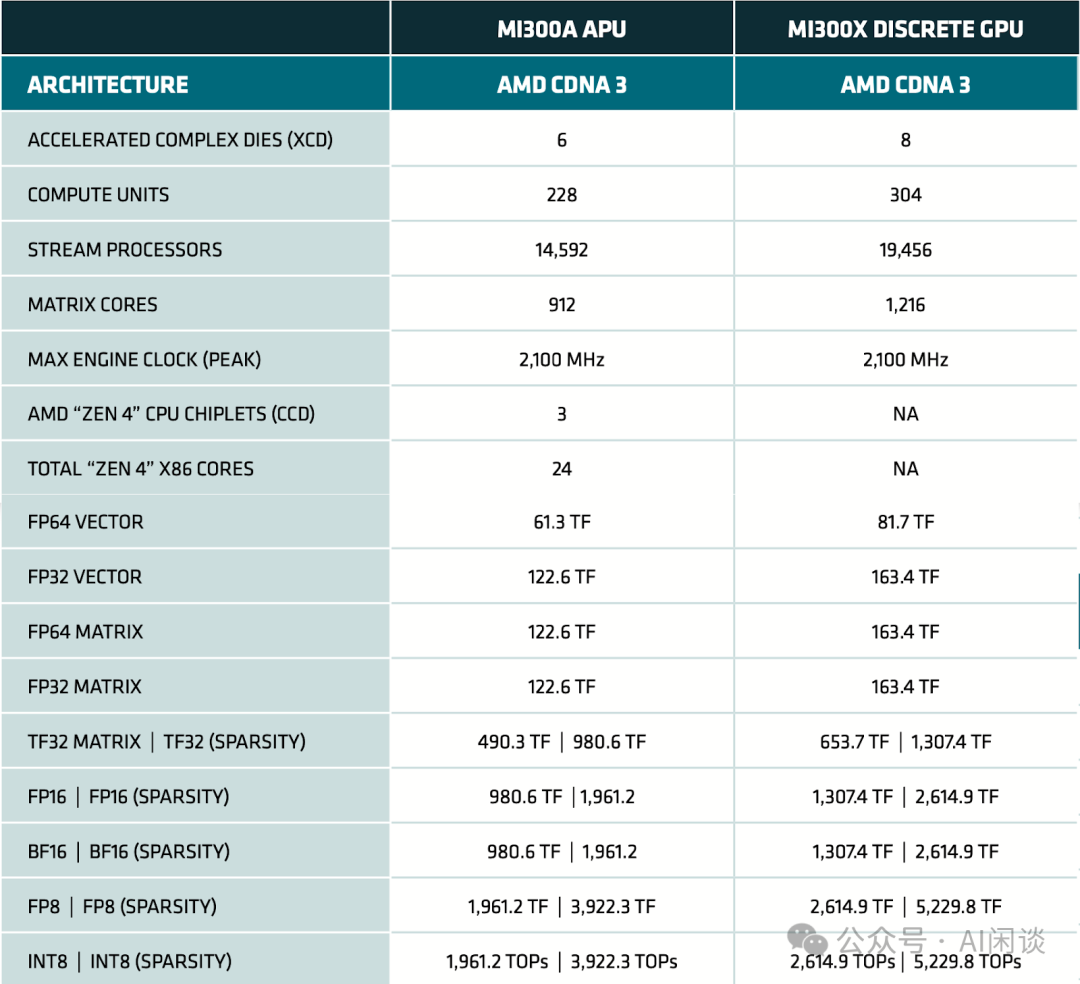 MI300A APU MI300X DISCRETE GPU
ARCHITECTURE AMD CDNA 3 AMD CDNA 3
ACCELERATED COMPLEX DIES (XCD) 6 8
COMPUTE UNITS 228 304
STREAM PROCESSORS 14,592 19,456
MATRIX CORES 912 1,216
MAX ENGINE CLOCK (PEAK) 2,100 MHz 2,100 MHz
AMD “ZEN 4” CPU CHIPLETS (CCD) 3 NA
TOTAL “ZEN 4” X86 CORES 24 NA
FP64 VECTOR 61.3 TF 81.7 TF
FP32 VECTOR 122.6 TF 163.4 TF
FP64 MATRIX 122.6 TF 163.4 TF
FP32 MATRIX 122.6 TF 163.4 TF
TF32 MATRIX | TF32 (SPARSITY) 490.3 TF | 980.6 TF 653.7 TF | 1,307.4 TF
FP16 | FP16 (SPARSITY) 980.6 TF | 1,961.2 1,307.4 TF | 2,614.9 TF
BF16 | BF16 (SPARSITY) 980.6 TF | 1,961.2 1,307.4 TF | 2,614.9 TF
FP8 | FP8 (SPARSITY) 1,961.2 TF | 3,922.3 TF 2,614.9 TF | 5,229.8 TF
INT8 | INT8 (SPARSITY) 1,961.2 TOPs | 3,922.3 TOPs 2,614.9 TOPs | 5,229.8 TOPs
公众号 · AI闲谈